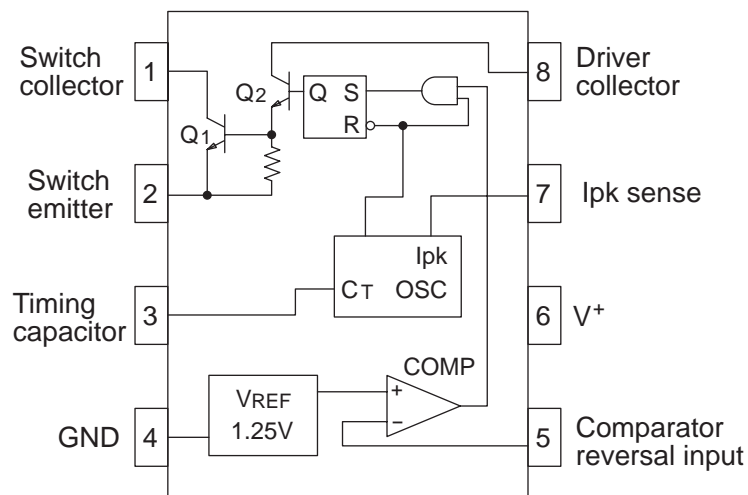 Switch
collector
1
Switch
emitter
2
Timing
capacitor
3
GND
4
Q1
Q2
Q S
R
Ipk
CT OSC
VREF
1.25V
COMP
+
−
8
Driver
collector
7
Ipk sense
6
V+
5
Comparator
reversal input